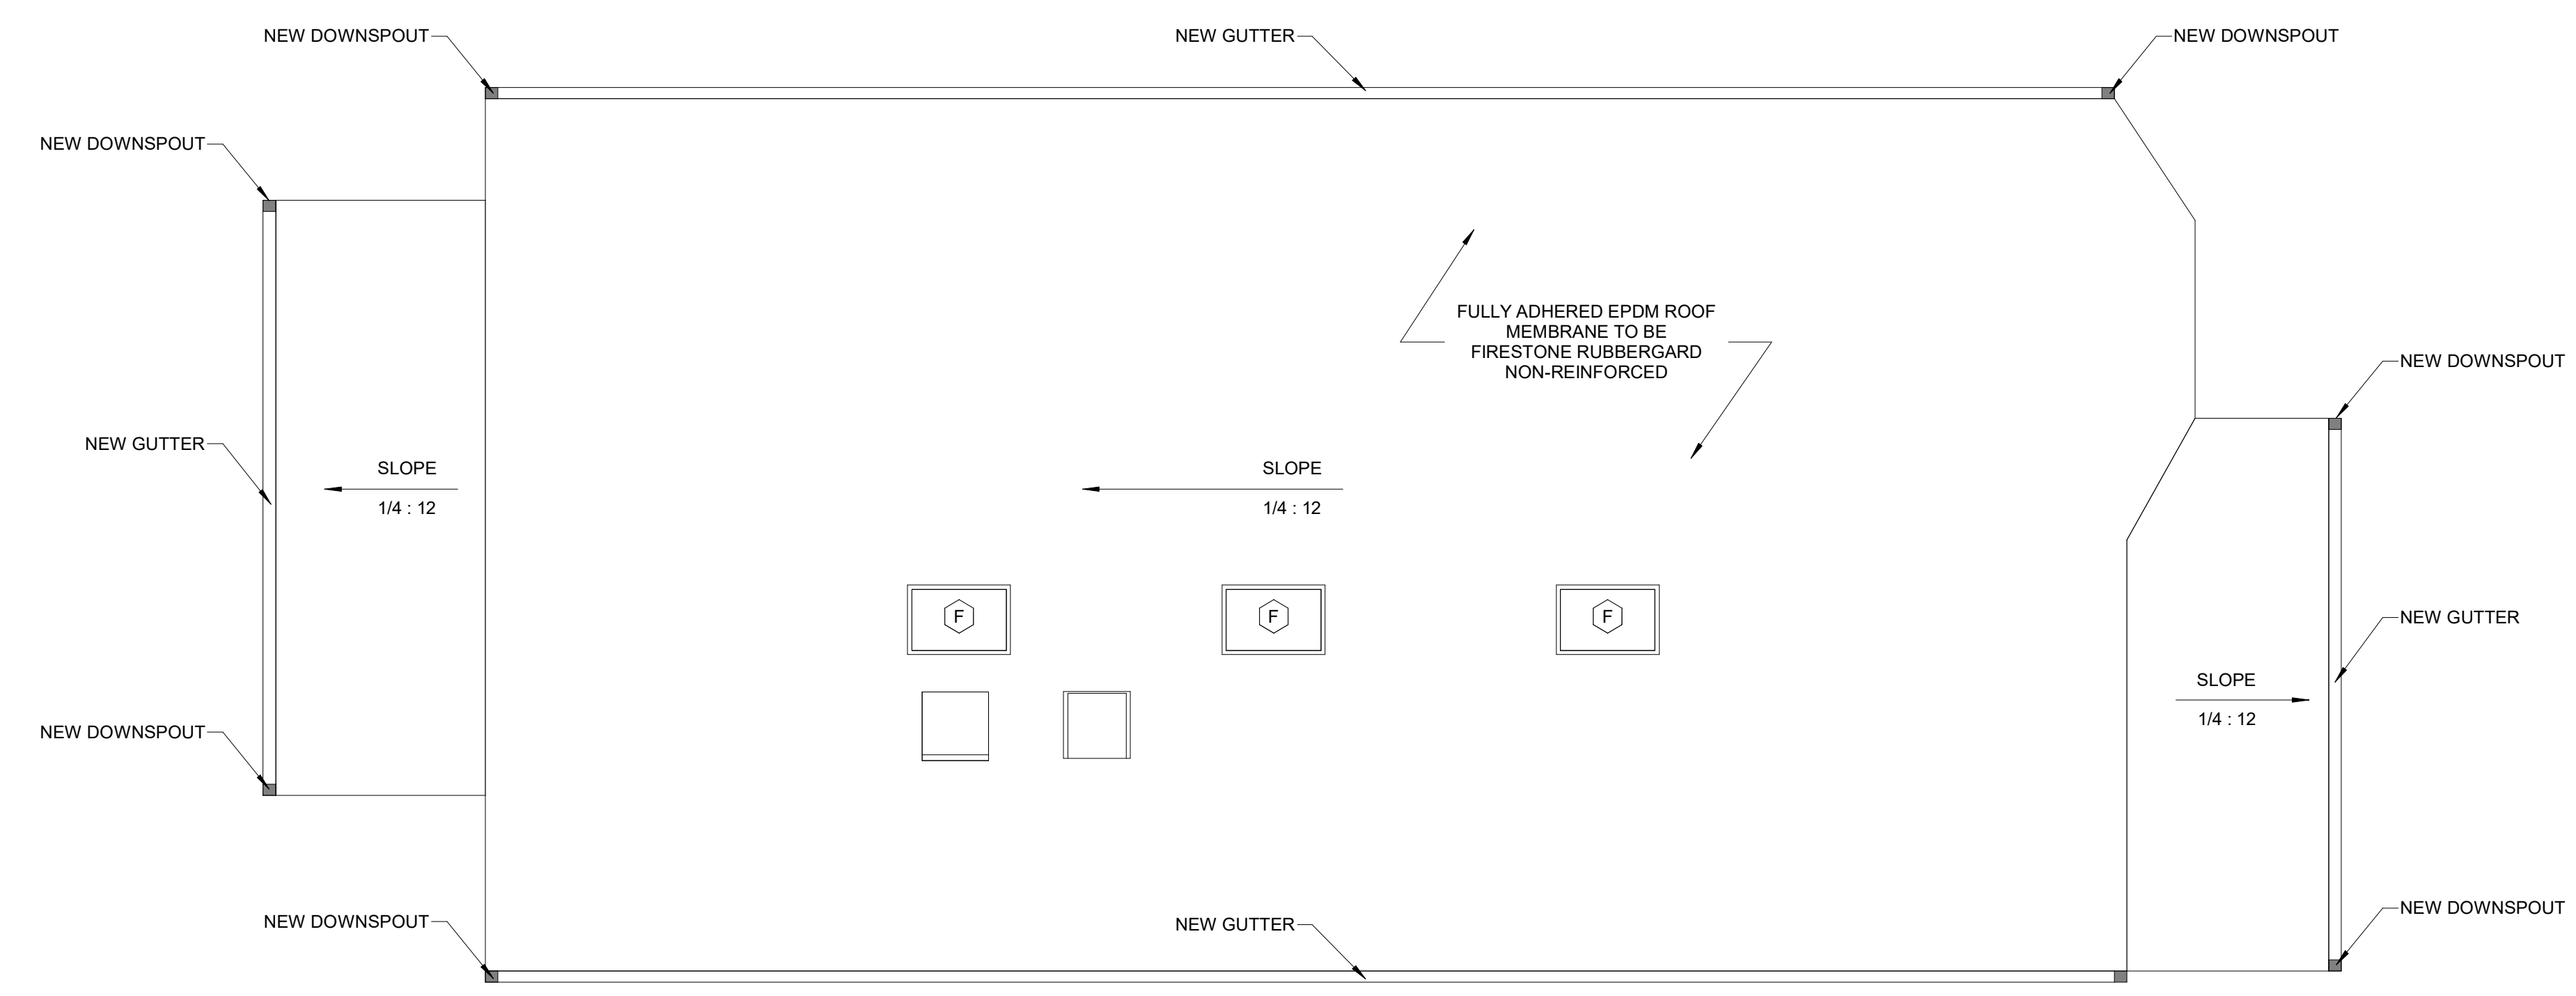 NEW DOWNSPOUT
NEW GUTTER
NEW DOWNSPOUT
NEW DOWNSPOUT
FULLY ADHERED EPDM ROOF
MEMBRANE TO BE
FIRESTONE RUBBERGARD
NON-REINFORCED
NEW DOWNSPOUT
NEW GUTTER
SLOPE
1/4 : 12
SLOPE
1/4 : 12
F
F
F
NEW GUTTER
SLOPE
1/4 : 12
NEW DOWNSPOUT
NEW DOWNSPOUT
NEW GUTTER
NEW DOWNSPOUT